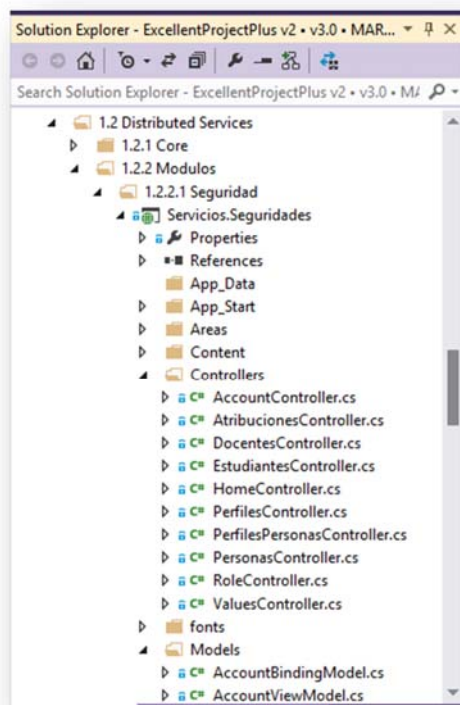 Solution Explorer - ExcellentProjectPlus v2 • v3.0 • MAR...
Search Solution Explorer - ExcellentProjectPlus v2 • v3.0 • M
1.2 Distributed Services
1.2.1 Core
1.2.2 Modulos
1.2.2.1 Seguridad
Servicios.Seguridades
Properties
References
App_Data
App_Start
Areas
Content
Controllers
C# AccountController.cs
C# AtribucionesController.cs
C# DocentesController.cs
C# EstudiantesController.cs
C# HomeController.cs
C# PerfilesController.cs
C# PerfilesPersonasController.cs
C# PersonasController.cs
C# RoleController.cs
C# ValuesController.cs
fonts
Models
C# AccountBindingModel.cs
C# AccountViewModel.cs